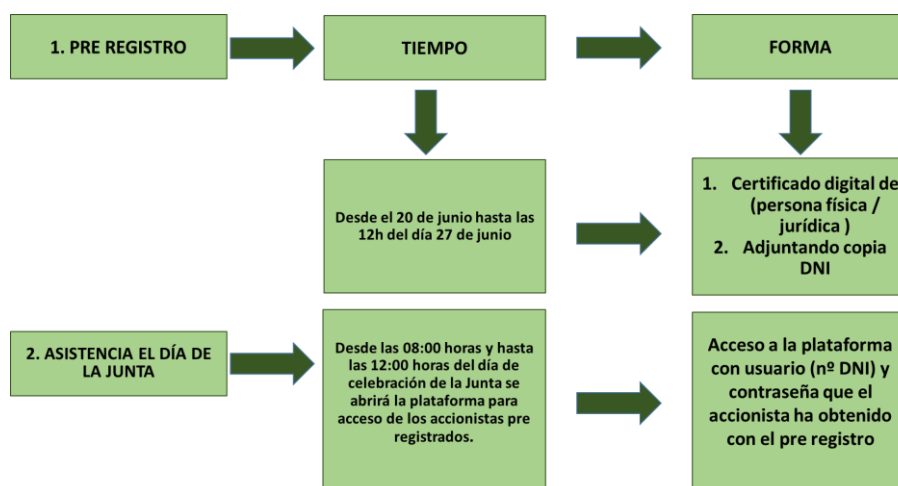 1. PRE REGISTRO
TIEMPO
FORMA
Desde el 20 de junio hasta las
12h del día 27 de junio
1. Certificado digital de
(persona física /
jurídica )
2. Adjuntando copia
DNI
2. ASISTENCIA EL DÍA DE
LA JUNTA
Desde las 08:00 horas y hasta
las 12:00 horas del día de
celebración de la Junta se
abrirá la plataforma para
acceso de los accionistas pre
registrados.
Acceso a la plataforma
con usuario (nº DNI) y
contraseña que el
accionista ha obtenido
con el pre registro